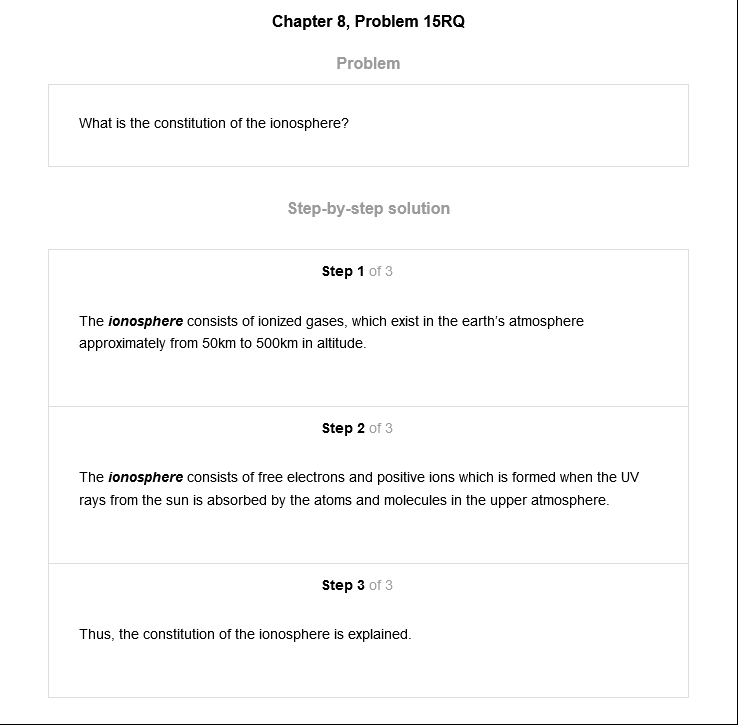 Chapter 8, Problem 15RQ
Problem
What is the constitution of the ionosphere?
Step-by-step solution
Step 1 of 3
The ionosphere consists of ionized gases, which exist in the earth's atmosphere
approximately from 50km to 500km in altitude.
Step 2 of 3
The ionosphere consists of free electrons and positive ions which is formed when the UV
rays from the sun is absorbed by the atoms and molecules in the upper atmosphere.
Step 3 of 3
Thus, the constitution of the ionosphere is explained.